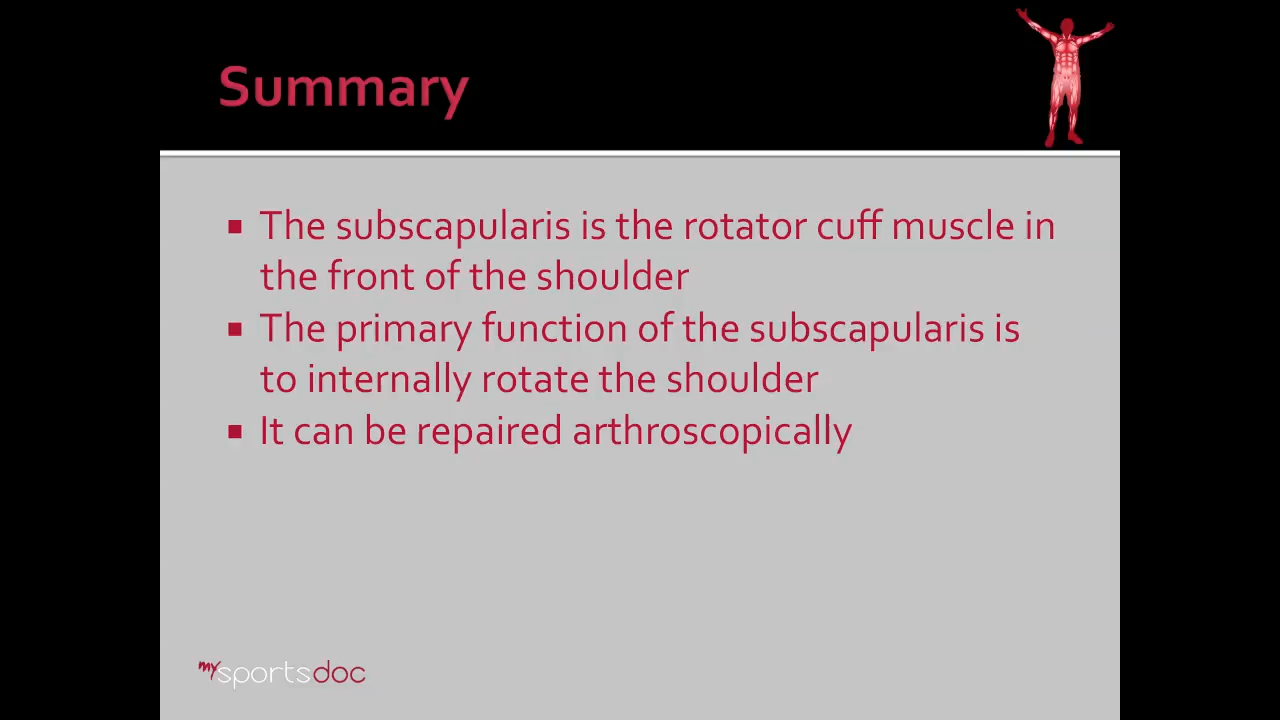 Summary
The subscapularis is the rotator cuff muscle in
the front of the shoulder
The primary function of the subscapularis is
to internally rotate the shoulder
It can be repaired arthroscopically
mysportsdoc